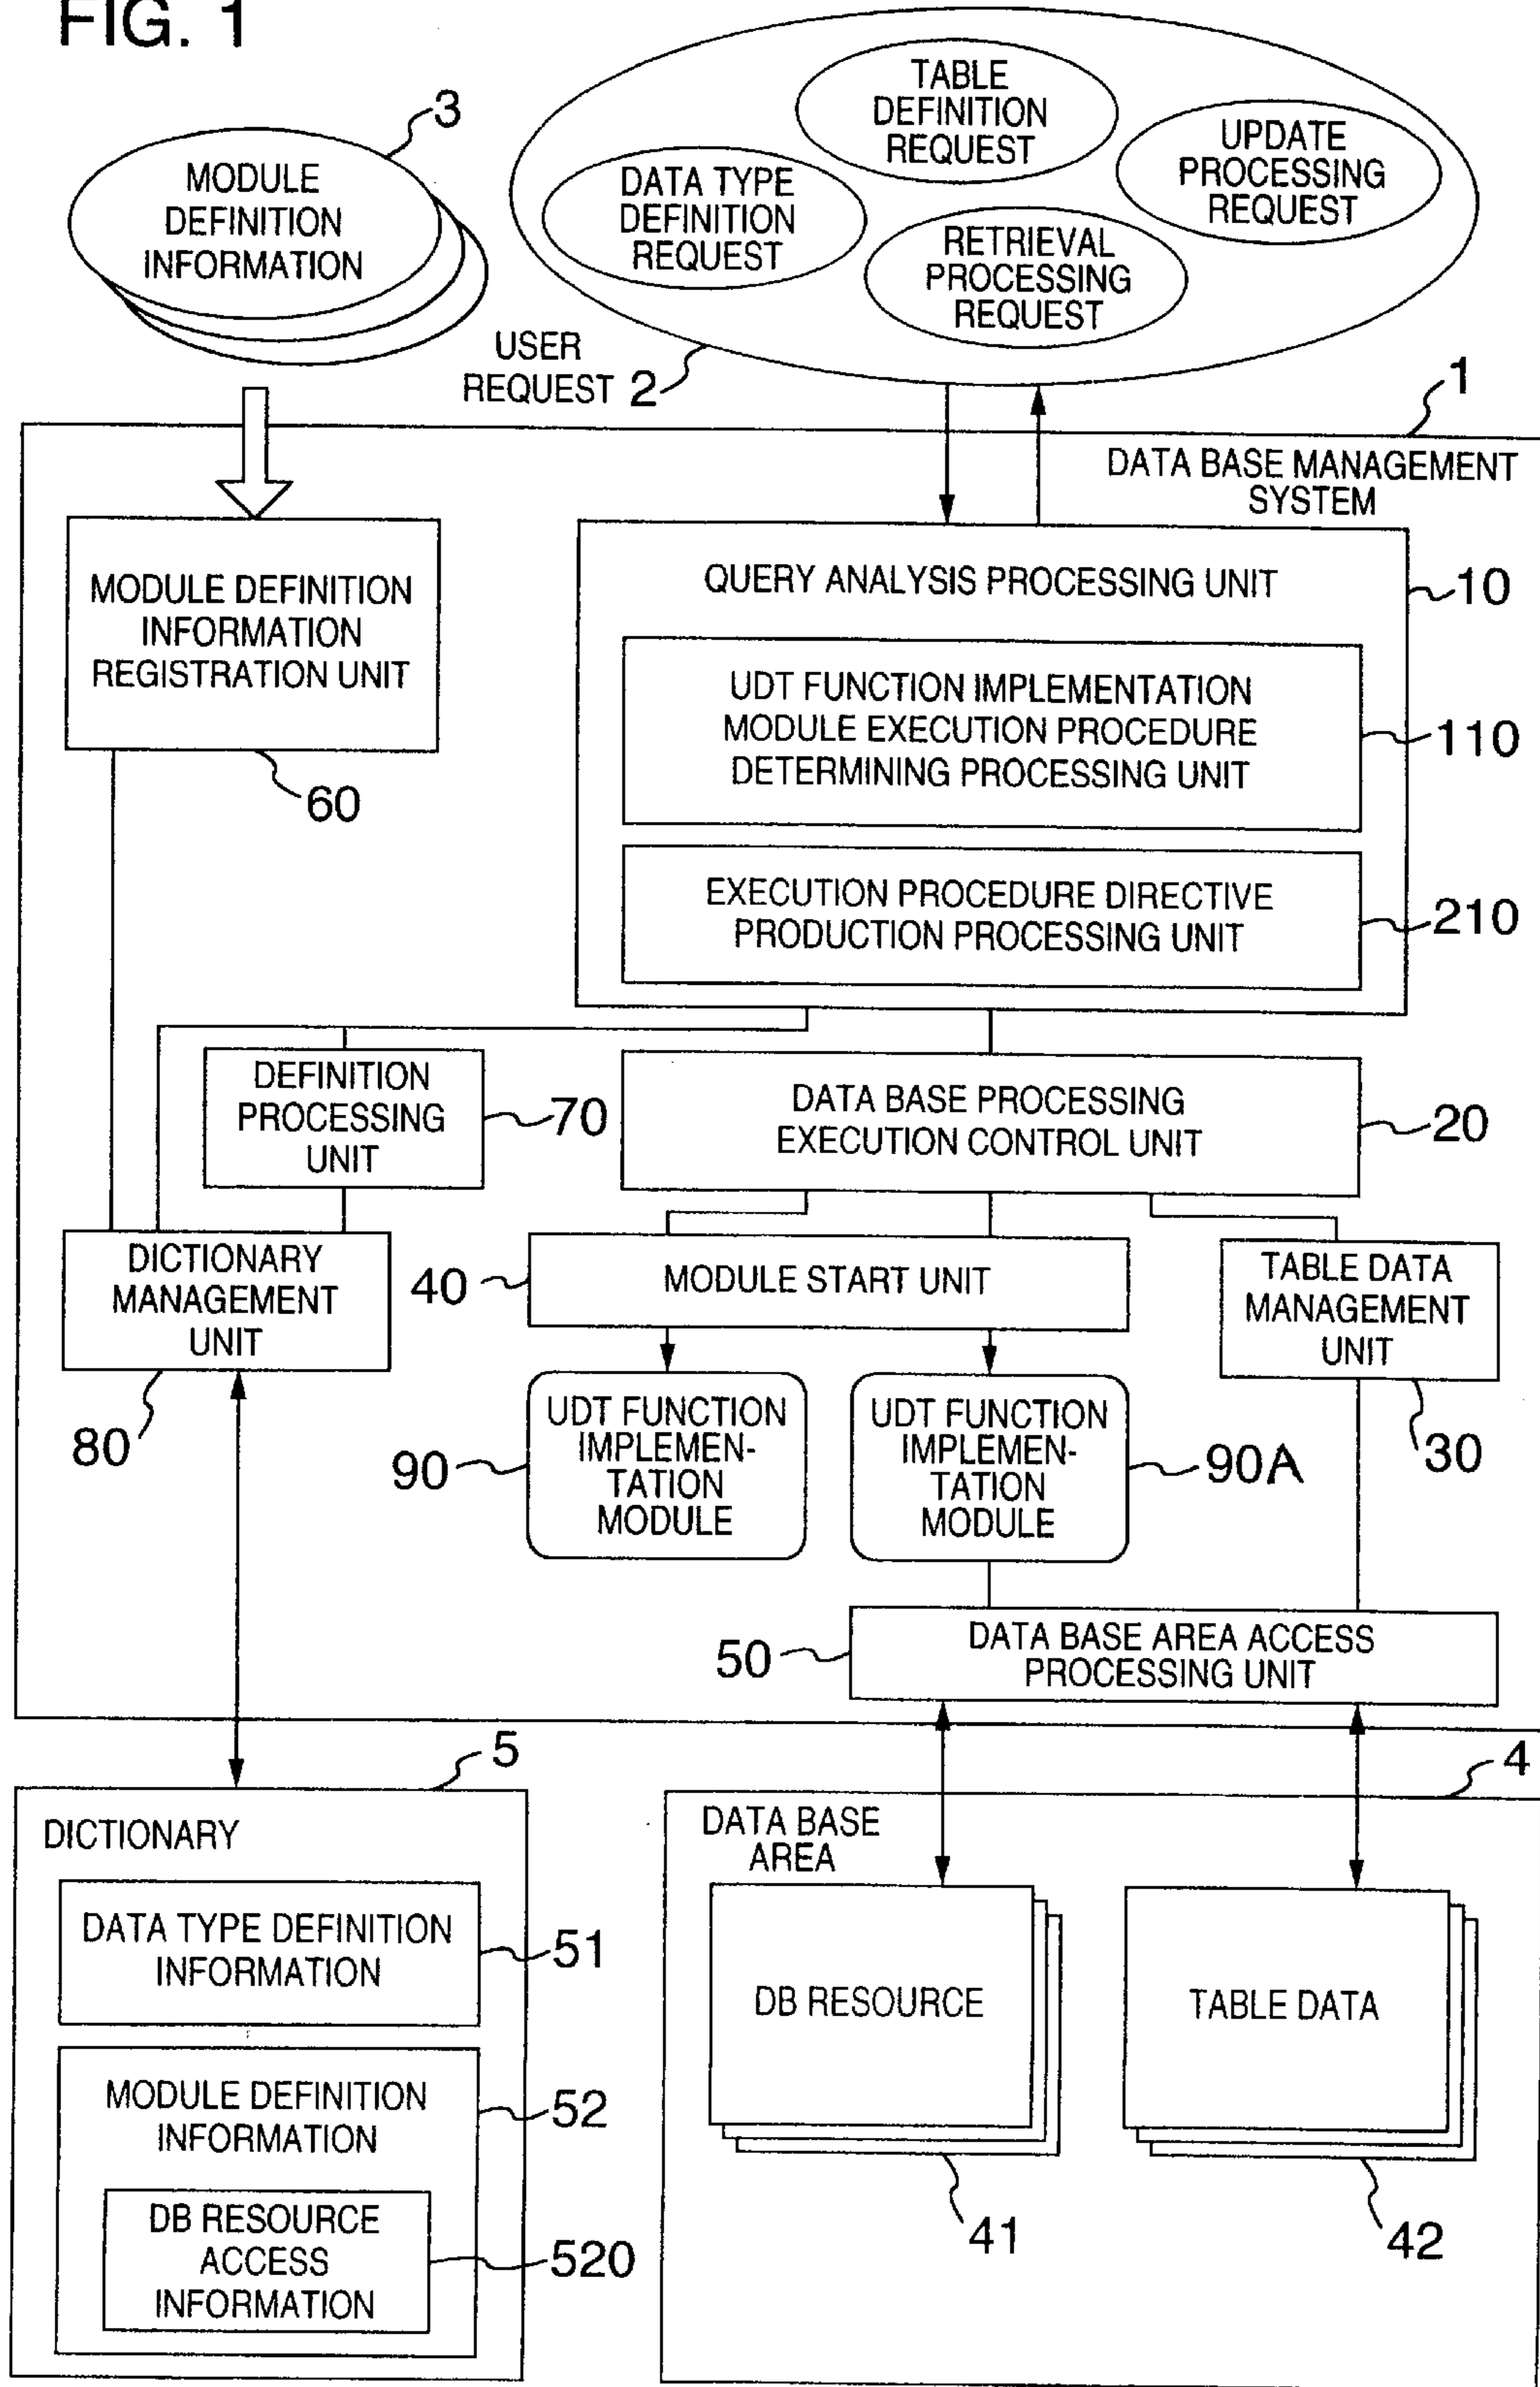 FIG. 1
3
MODULE
DEFINITION
INFORMATION
TABLE
DEFINITION
REQUEST
UPDATE
PROCESSING
REQUEST
DATA TYPE
DEFINITION
REQUEST
RETRIEVAL
PROCESSING
REQUEST
USER
REQUEST 2
1
DATA BASE MANAGEMENT
SYSTEM
MODULE DEFINITION
INFORMATION
REGISTRATION UNIT
60
QUERY ANALYSIS PROCESSING UNIT
10
UDT FUNCTION IMPLEMENTATION
MODULE EXECUTION PROCEDURE
DETERMINING PROCESSING UNIT
110
EXECUTION PROCEDURE DIRECTIVE
PRODUCTION PROCESSING UNIT
210
DEFINITION
PROCESSING
UNIT
70
DATA BASE PROCESSING
EXECUTION CONTROL UNIT
20
DICTIONARY
MANAGEMENT
UNIT
80
40
MODULE START UNIT
TABLE DATA
MANAGEMENT
UNIT
30
90
UDT FUNCTION
IMPLEMEN-
TATION
MODULE
UDT FUNCTION
IMPLEMEN-
TATION
MODULE
90A
50
DATA BASE AREA ACCESS
PROCESSING UNIT
5
DICTIONARY
DATA TYPE DEFINITION
INFORMATION
51
MODULE DEFINITION
INFORMATION
52
DB RESOURCE
ACCESS
INFORMATION
520
4
DATA BASE
AREA
DB RESOURCE
41
TABLE DATA
42